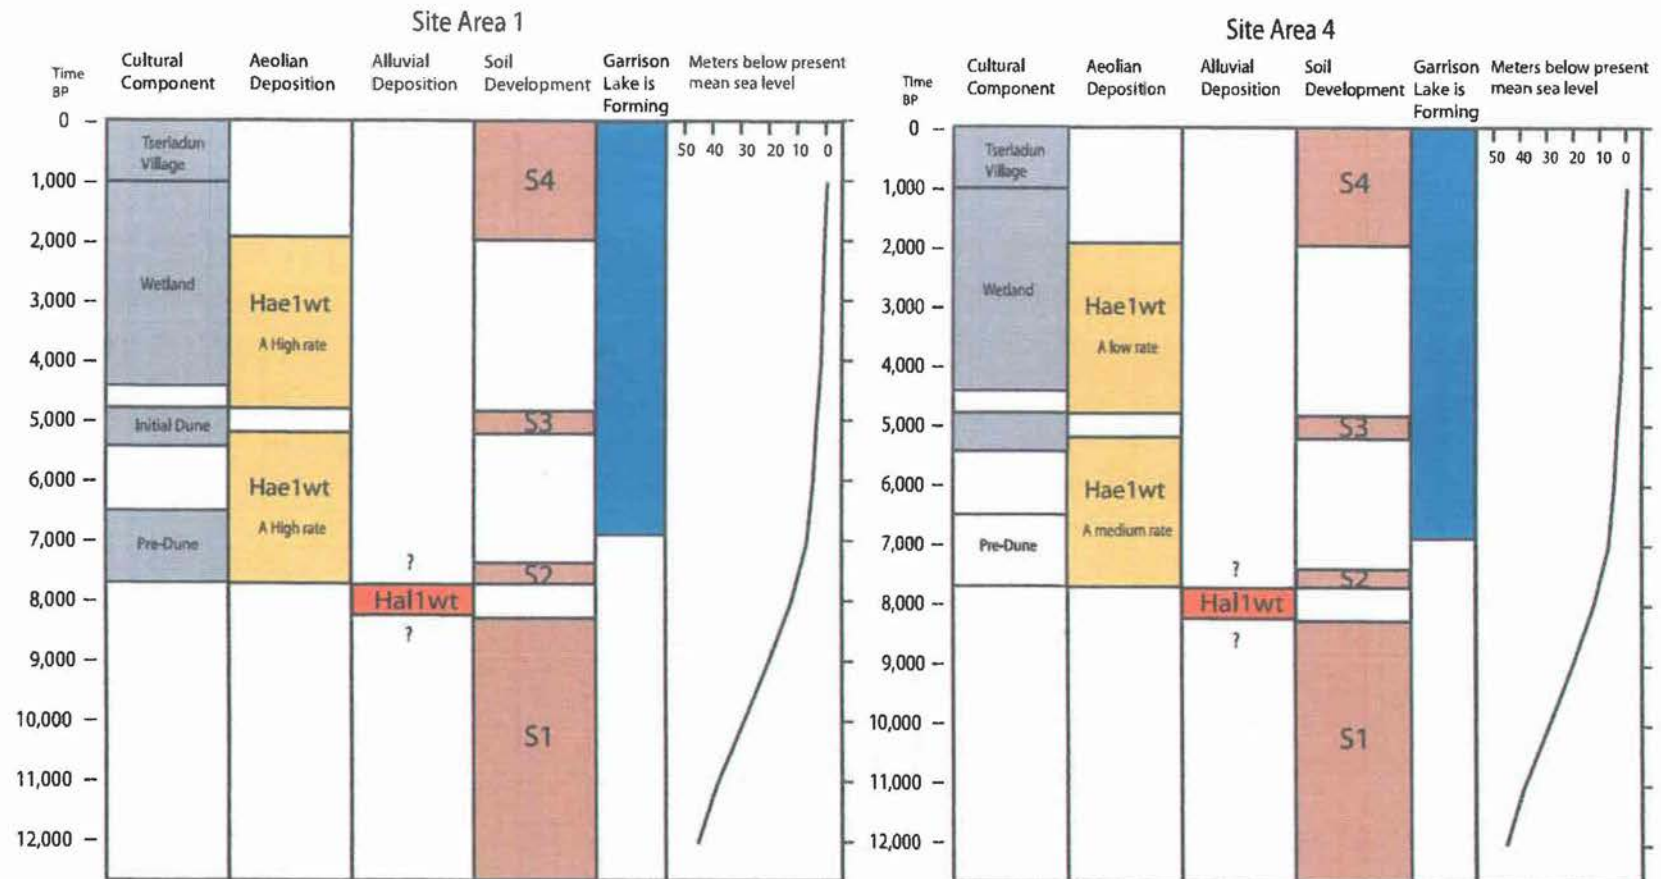 Site Area 1
Time
BP
Cultural
Component
Aeolian
Deposition
Alluvial
Deposition
Soil
Development
Garrison
Lake is
Forming
Meters below present
mean sea level
0 –
1,000 –
2,000 –
3,000 –
4,000 –
5,000 –
6,000 –
7,000 –
8,000 –
9,000 –
10,000 –
11,000 –
12,000 –
Tserladun
Village
Wetland
Initial Dune
Pre-Dune
Hae1wt
A High rate
Hae1wt
A High rate
?
Hal1wt
?
S4
S3
S2
S1
50 40 30 20 10 0
Site Area 4
Time
BP
Cultural
Component
Aeolian
Deposition
Alluvial
Deposition
Soil
Development
Garrison
Lake is
Forming
Meters below present
mean sea level
0 –
1,000 –
2,000 –
3,000 –
4,000 –
5,000 –
6,000 –
7,000 –
8,000 –
9,000 –
10,000 –
11,000 –
12,000 –
Tserladun
Village
Wetland
Pre-Dune
Hae1wt
A low rate
Hae1wt
A medium rate
?
Hal1wt
?
S4
S3
S2
S1
50 40 30 20 10 0